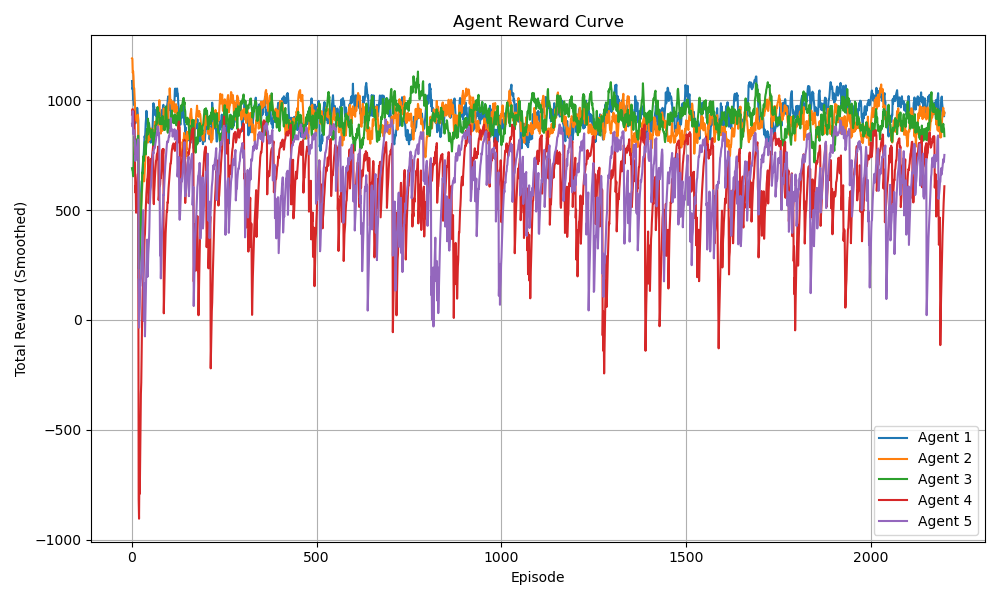 Agent Reward Curve
Total Reward (Smoothed)
1000
500
0
−500
−1000
0
500
1000
1500
2000
Episode
Agent 1
Agent 2
Agent 3
Agent 4
Agent 5